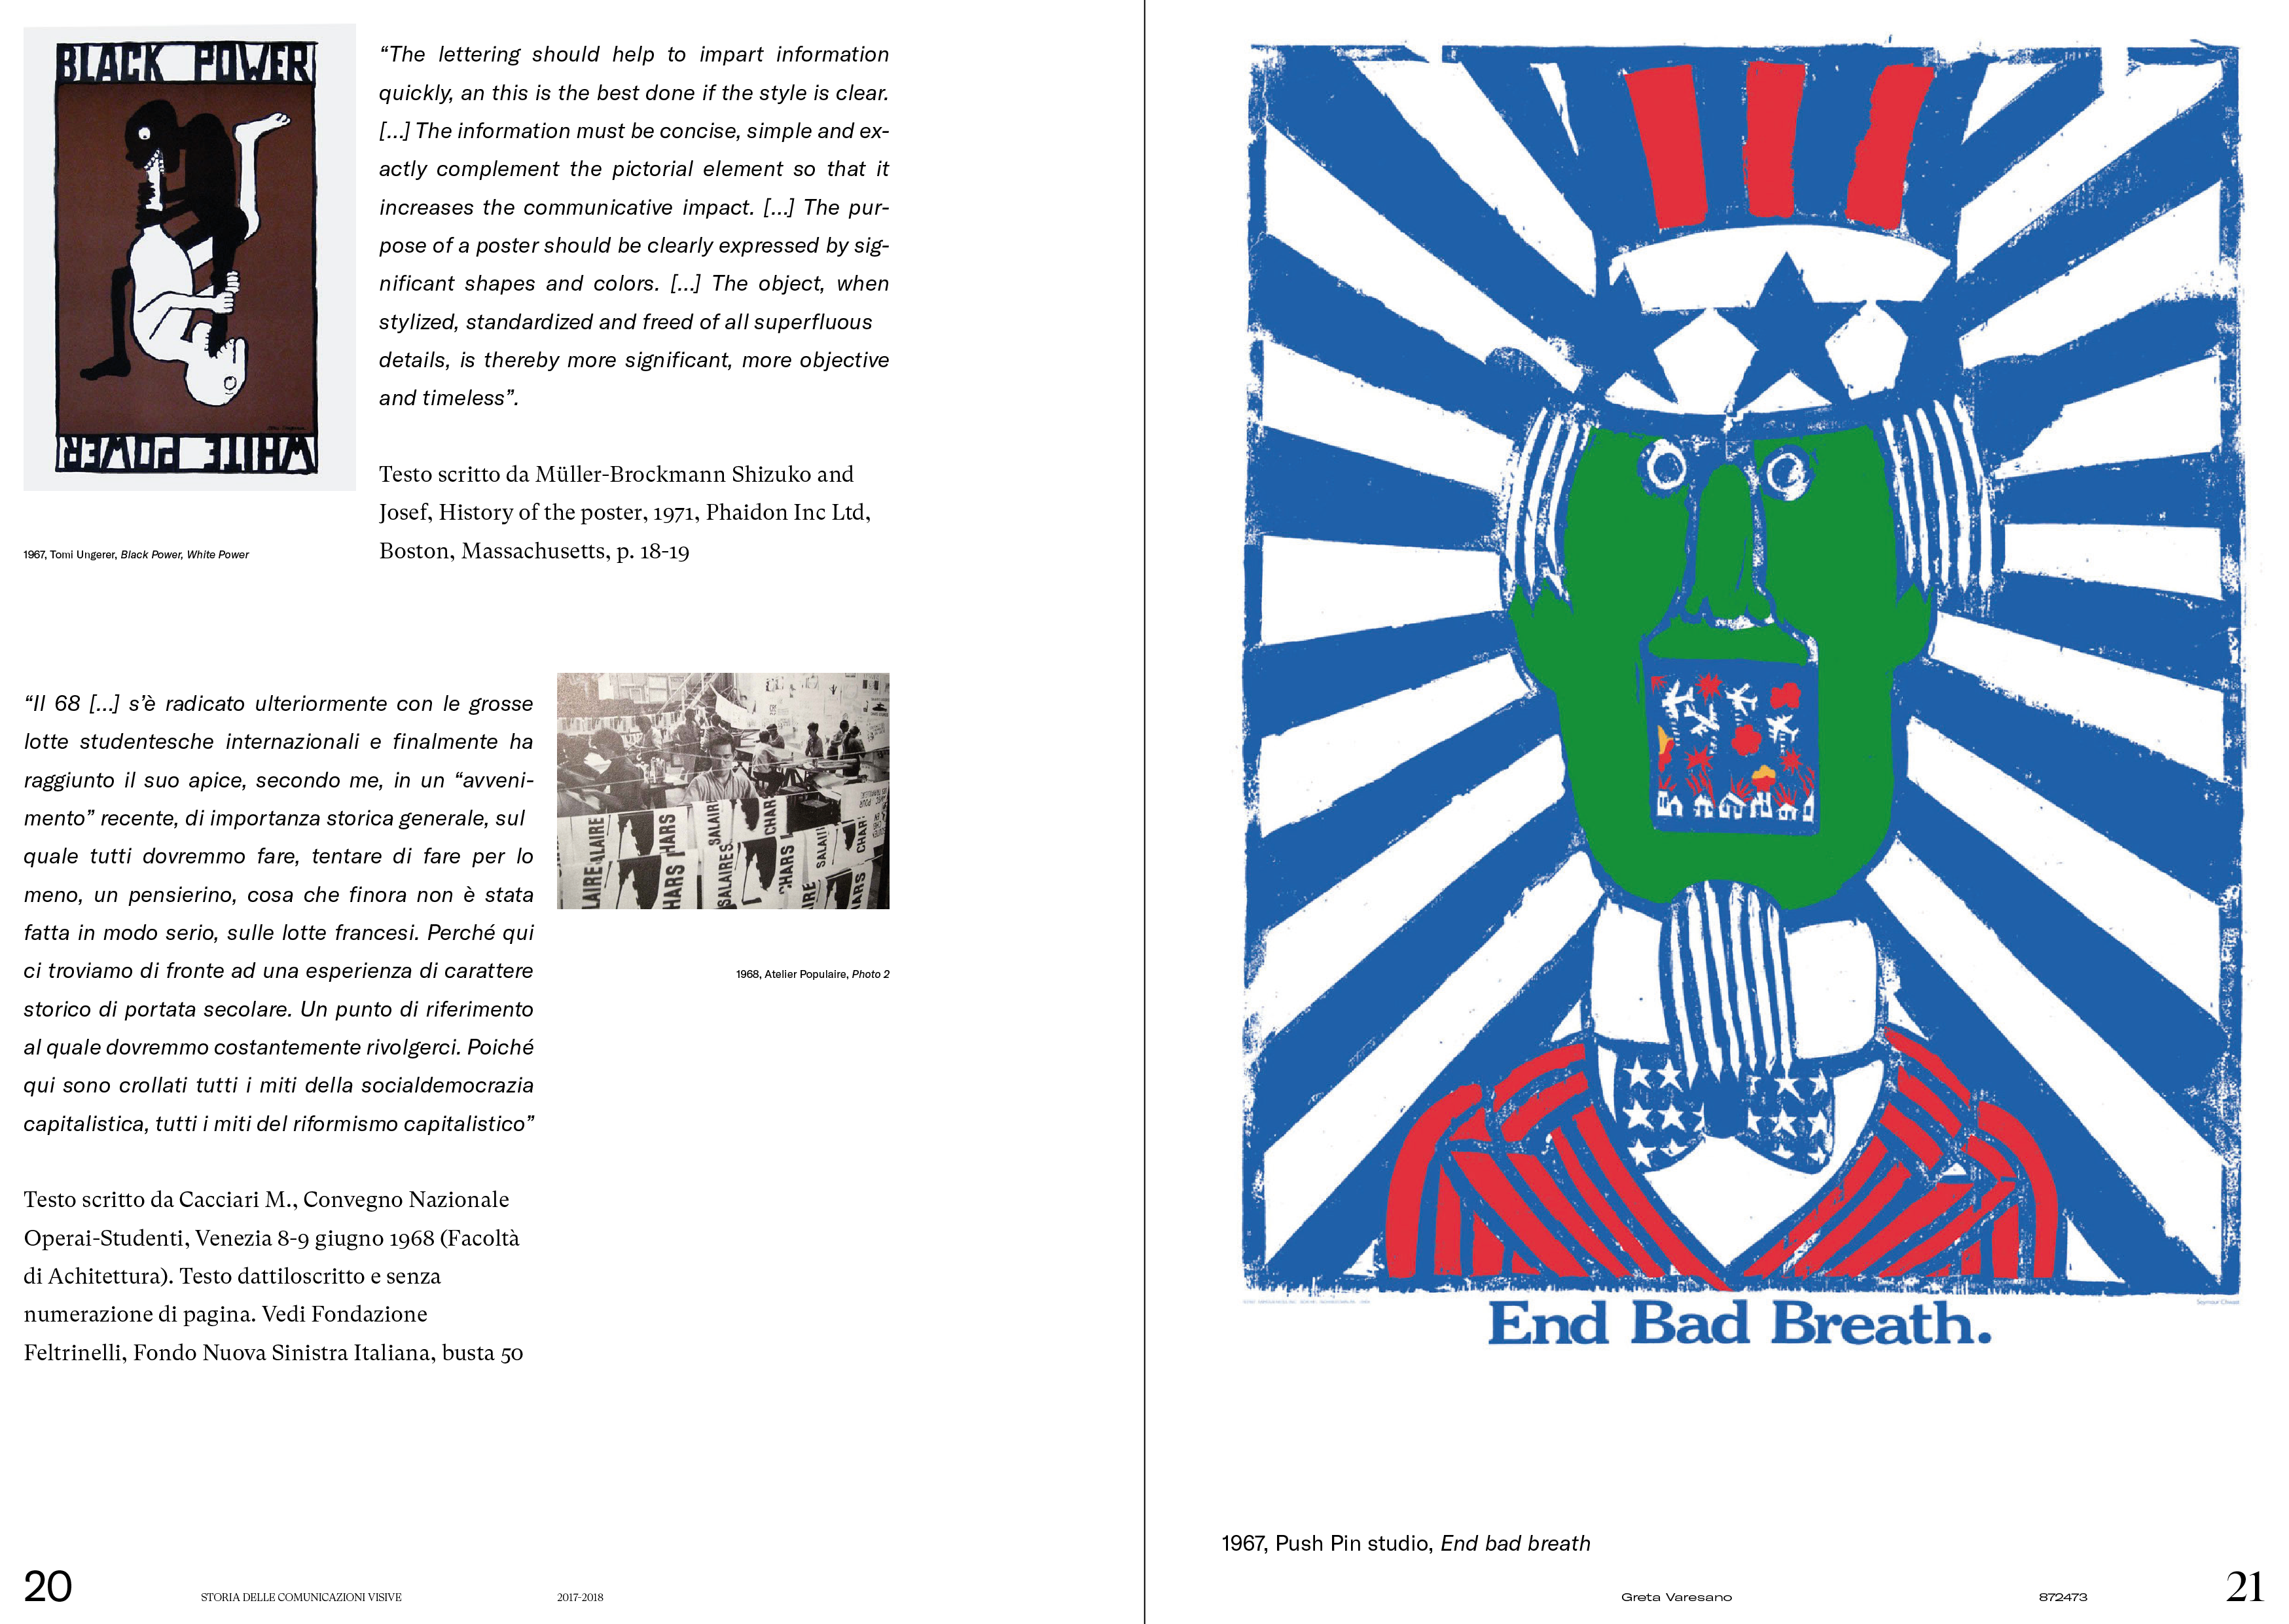 BLACK POWER
WHITE POWER
1967, Tomi Ungerer, Black Power, White Power
“The lettering should help to impart information
quickly, an this is the best done if the style is clear.
[...] The information must be concise, simple and ex-
actly complement the pictorial element so that it
increases the communicative impact. [...] The pur-
pose of a poster should be clearly expressed by sig-
nificant shapes and colors. [...] The object, when
stylized, standardized and freed of all superfluous
details, is thereby more significant, more objective
and timeless”.
Testo scritto da Müller-Brockmann Shizuko and
Josef, History of the poster, 1971, Phaidon Inc Ltd,
Boston, Massachusetts, p. 18-19
“Il 68 [...] s’è radicato ulteriormente con le grosse
lotte studentesche internazionali e finalmente ha
raggiunto il suo apice, secondo me, in un “avveni-
mento” recente, di importanza storica generale, sul
quale tutti dovremmo fare, tentare di fare per lo
meno, un pensierino, cosa che finora non è stata
fatta in modo serio, sulle lotte francesi. Perché qui
ci troviamo di fronte ad una esperienza di carattere
storico di portata secolare. Un punto di riferimento
al quale dovremmo costantemente rivolgerci. Poiché
qui sono crollati tutti i miti della socialdemocrazia
capitalistica, tutti i miti del riformismo capitalistico”
Testo scritto da Cacciari M., Convegno Nazionale
Operai-Studenti, Venezia 8-9 giugno 1968 (Facoltà
di Achitettura). Testo dattiloscritto e senza
numerazione di pagina. Vedi Fondazione
Feltrinelli, Fondo Nuova Sinistra Italiana, busta 50
LAIRE
ALAIRE
HARS
HARS
SALAIRES
SALAIR
CHAR
CHARS
IRE
SALAI
CHAR
ARS
1968, Atelier Populaire, Photo 2
20
STORIA DELLE COMUNICAZIONI VISIVE
2017-2018
Seymour Chwast
End Bad Breath.
1967, Push Pin studio, End bad breath
Greta Varesano
872473
21